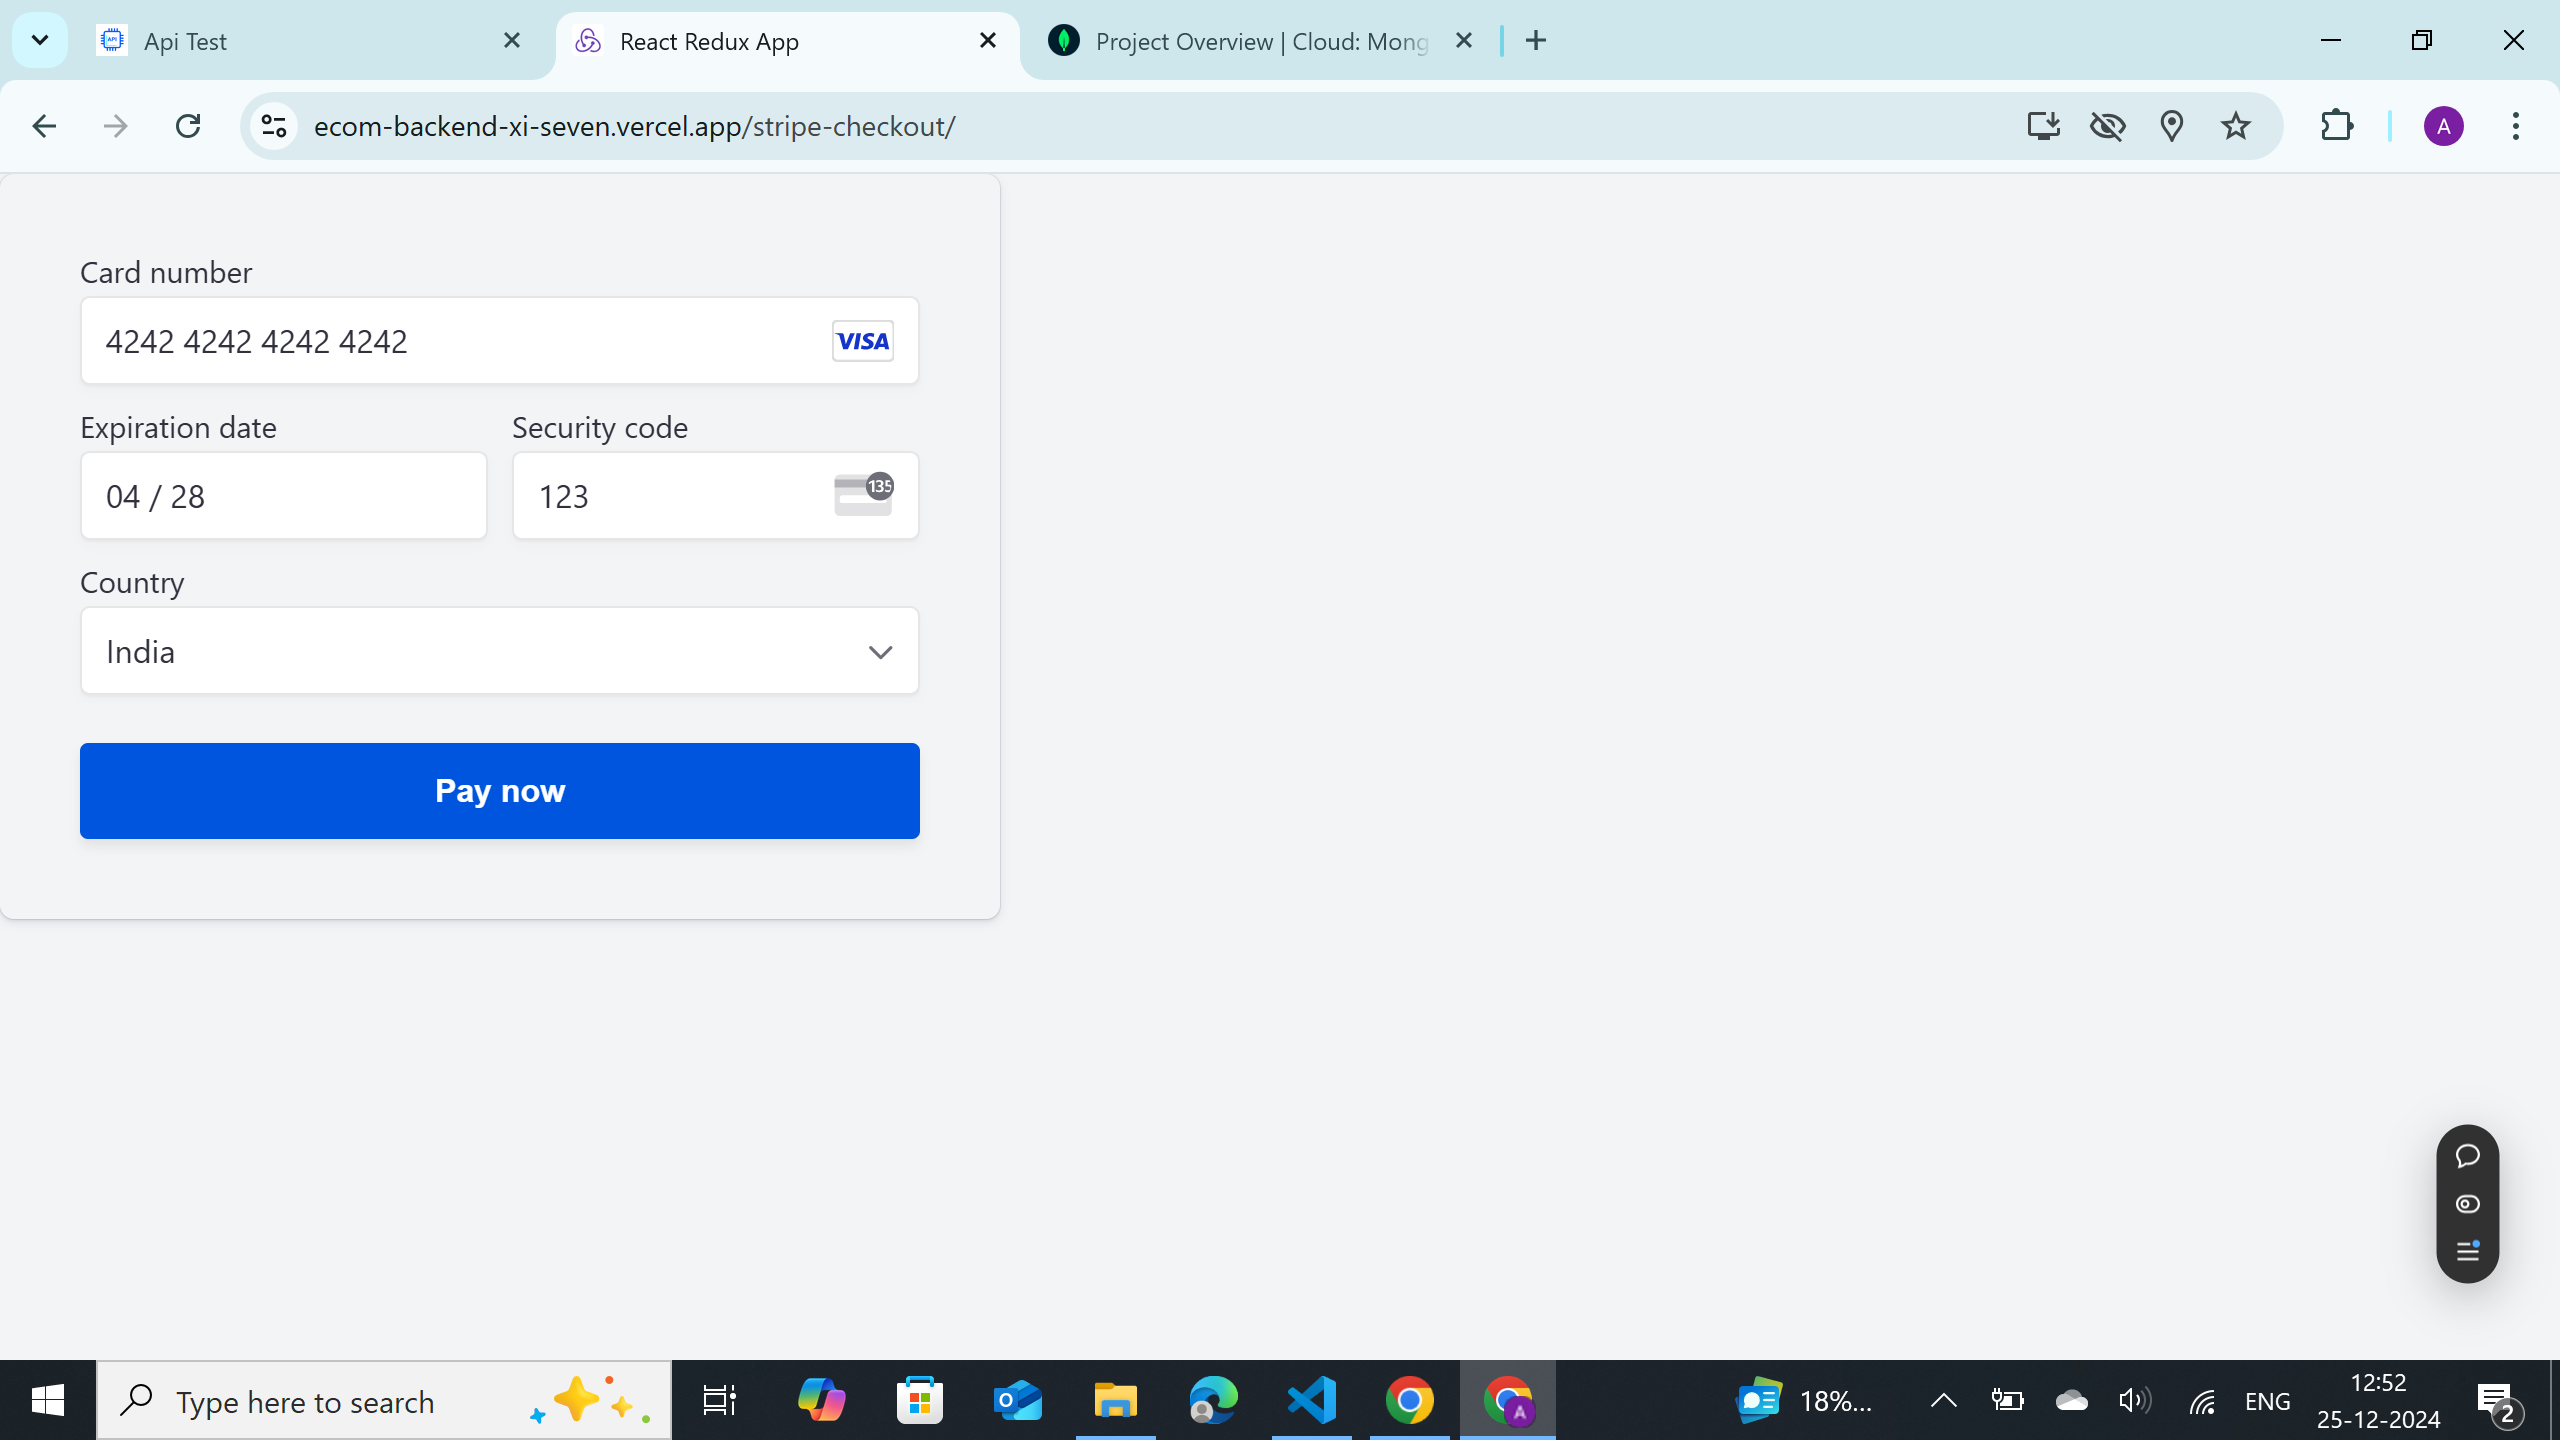 Api Test
React Redux App
Project Overview | Cloud: Mong
ecom-backend-xi-seven.vercel.app/stripe-checkout/
A
Card number
4242 4242 4242 4242
VISA
Expiration date
Security code
04 / 28
123
135
Country
India
Pay now
Type here to search
A
18%...
ENG
12:52
25-12-2024
2